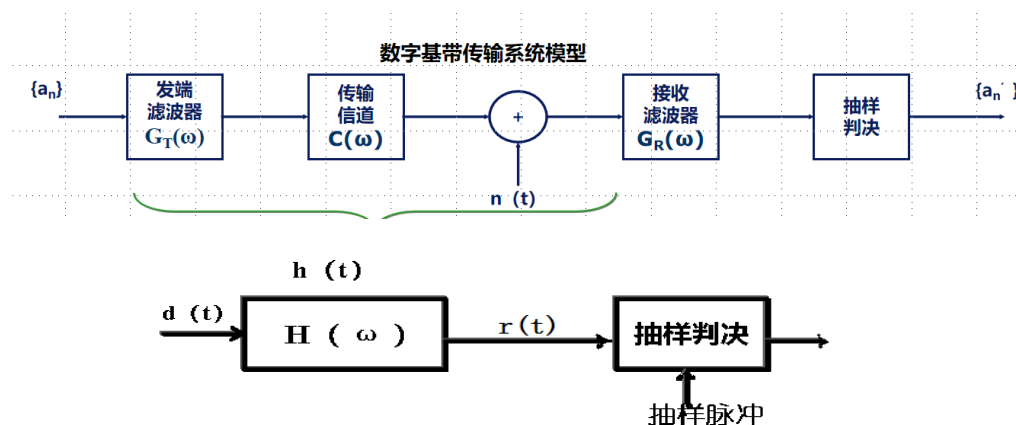 数字基带传输系统模型
{aₙ}
发端
滤波器
G_T(ω)
传输
信道
C(ω)
+
n (t)
接收
滤波器
G_R(ω)
抽样
判决
{aₙ'}
h (t)
d (t)
H ( ω )
r(t)
抽样判决
抽样脉冲